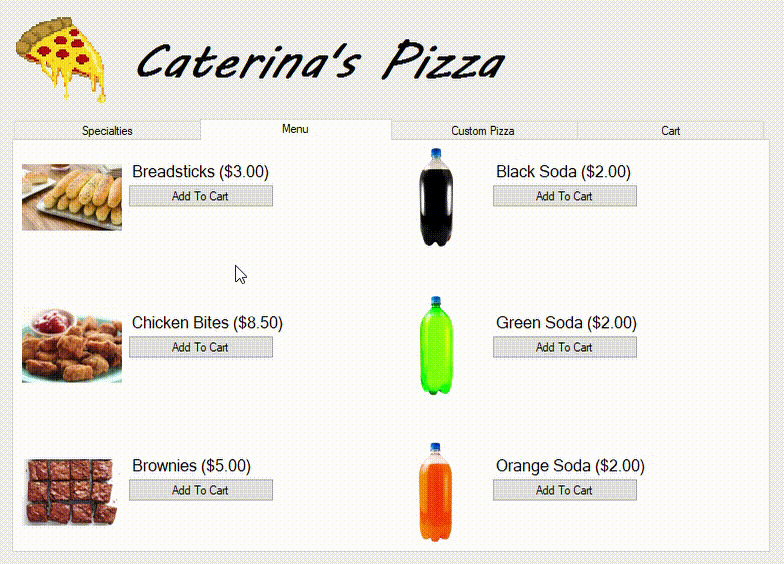 Caterina's Pizza
Specialties
Menu
Custom Pizza
Cart
Breadsticks ($3.00)
Add To Cart
Black Soda ($2.00)
Add To Cart
Chicken Bites ($8.50)
Add To Cart
Green Soda ($2.00)
Add To Cart
Brownies ($5.00)
Add To Cart
Orange Soda ($2.00)
Add To Cart